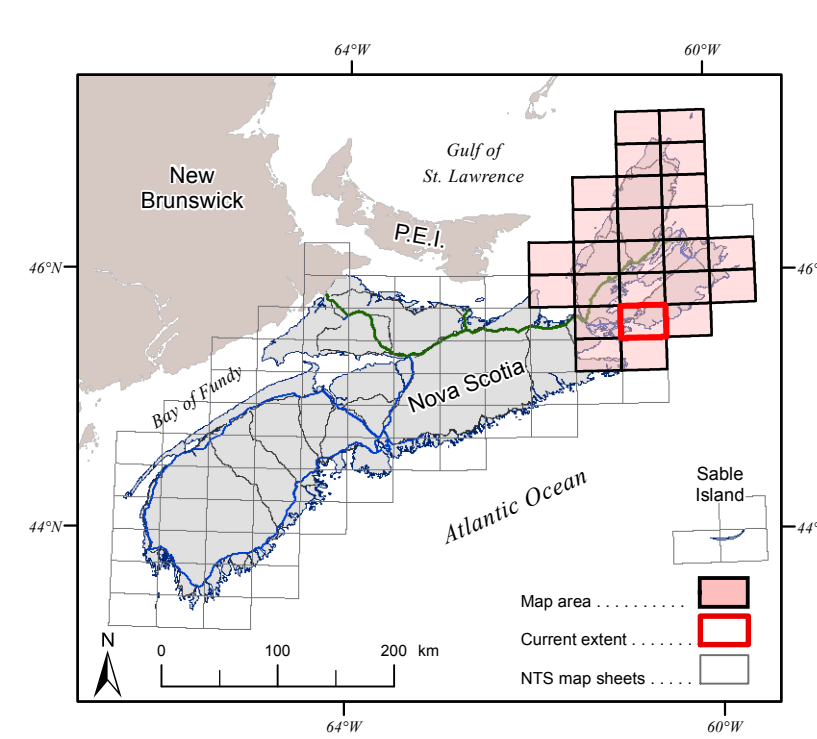 64°W
60°W
Gulf of
St. Lawrence
New
Brunswick
P.E.I.
46°N
46°
Nova Scotia
Bay of Fundy
Sable
Island
Atlantic Ocean
44°N
44°
Map area . . . . . . . . . .
Current extent . . . . . . .
NTS map sheets . . . . .
N
0 100 200 km
64°W
60°W